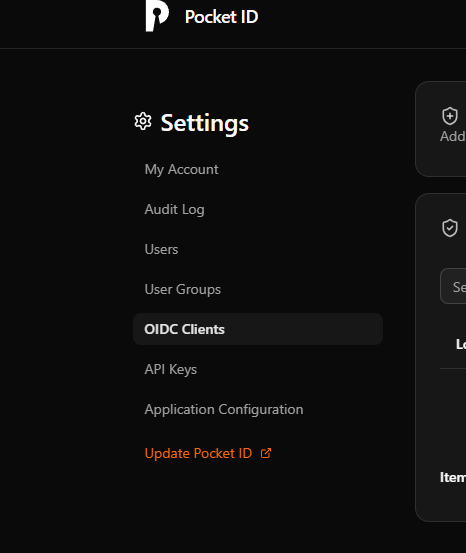 Pocket ID
Settings
My Account
Audit Log
Users
User Groups
OIDC Clients
API Keys
Application Configuration
Update Pocket ID
Add
Se
Lo
Item